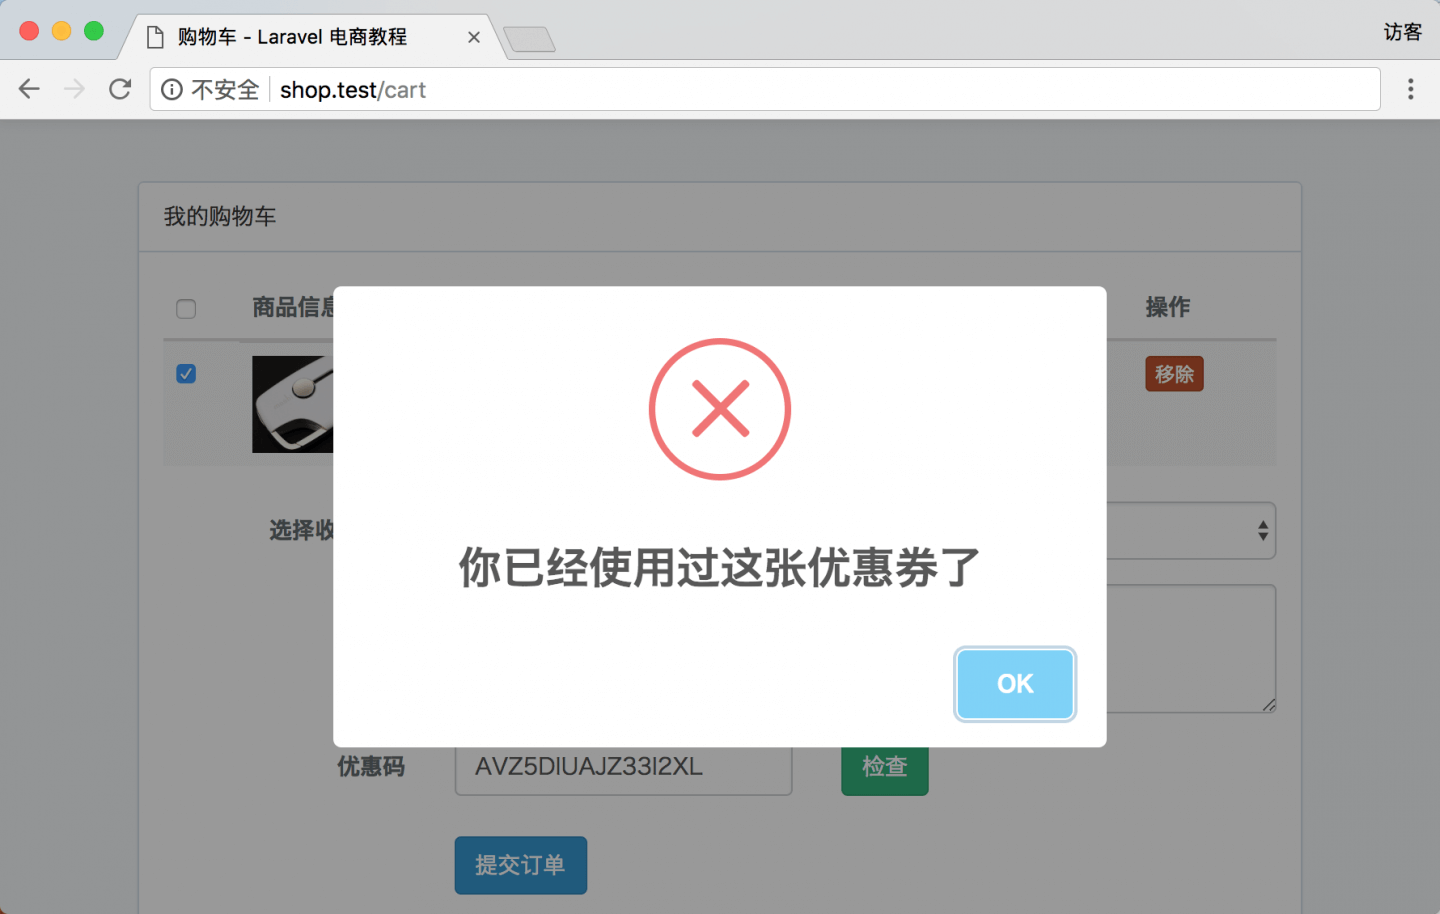 购物车 - Laravel 电商教程
访客
不安全 shop.test/cart
我的购物车
商品信息
操作
移除
选择收
你已经使用过这张优惠券了
OK
优惠码
AVZ5DIUAJZ33I2XL
检查
提交订单